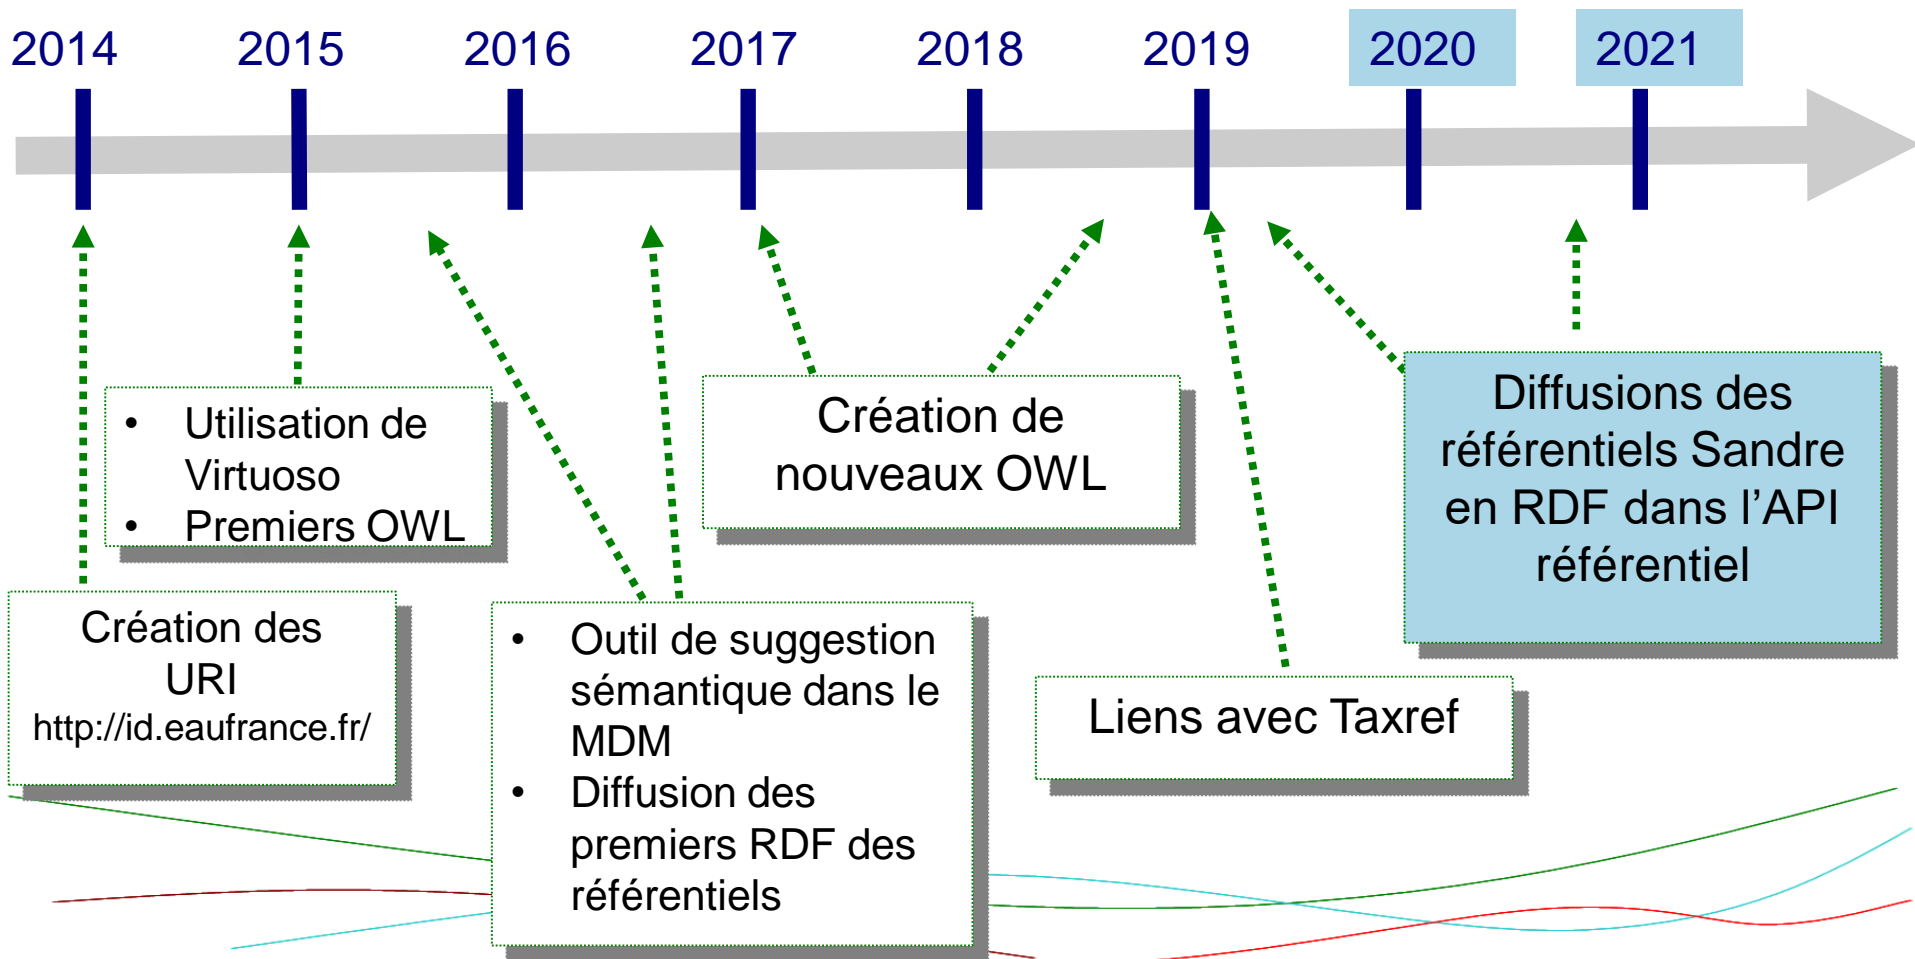 2014 2015 2016 2017 2018 2019 2020 2021
• Utilisation de
Virtuoso
• Premiers OWL
Création de
nouveaux OWL
Diffusions des
référentiels Sandre
en RDF dans l’API
référentiel
Création des
URI
http://id.eaufrance.fr/
• Outil de suggestion
sémantique dans le
MDM
• Diffusion des
premiers RDF des
référentiels
Liens avec Taxref